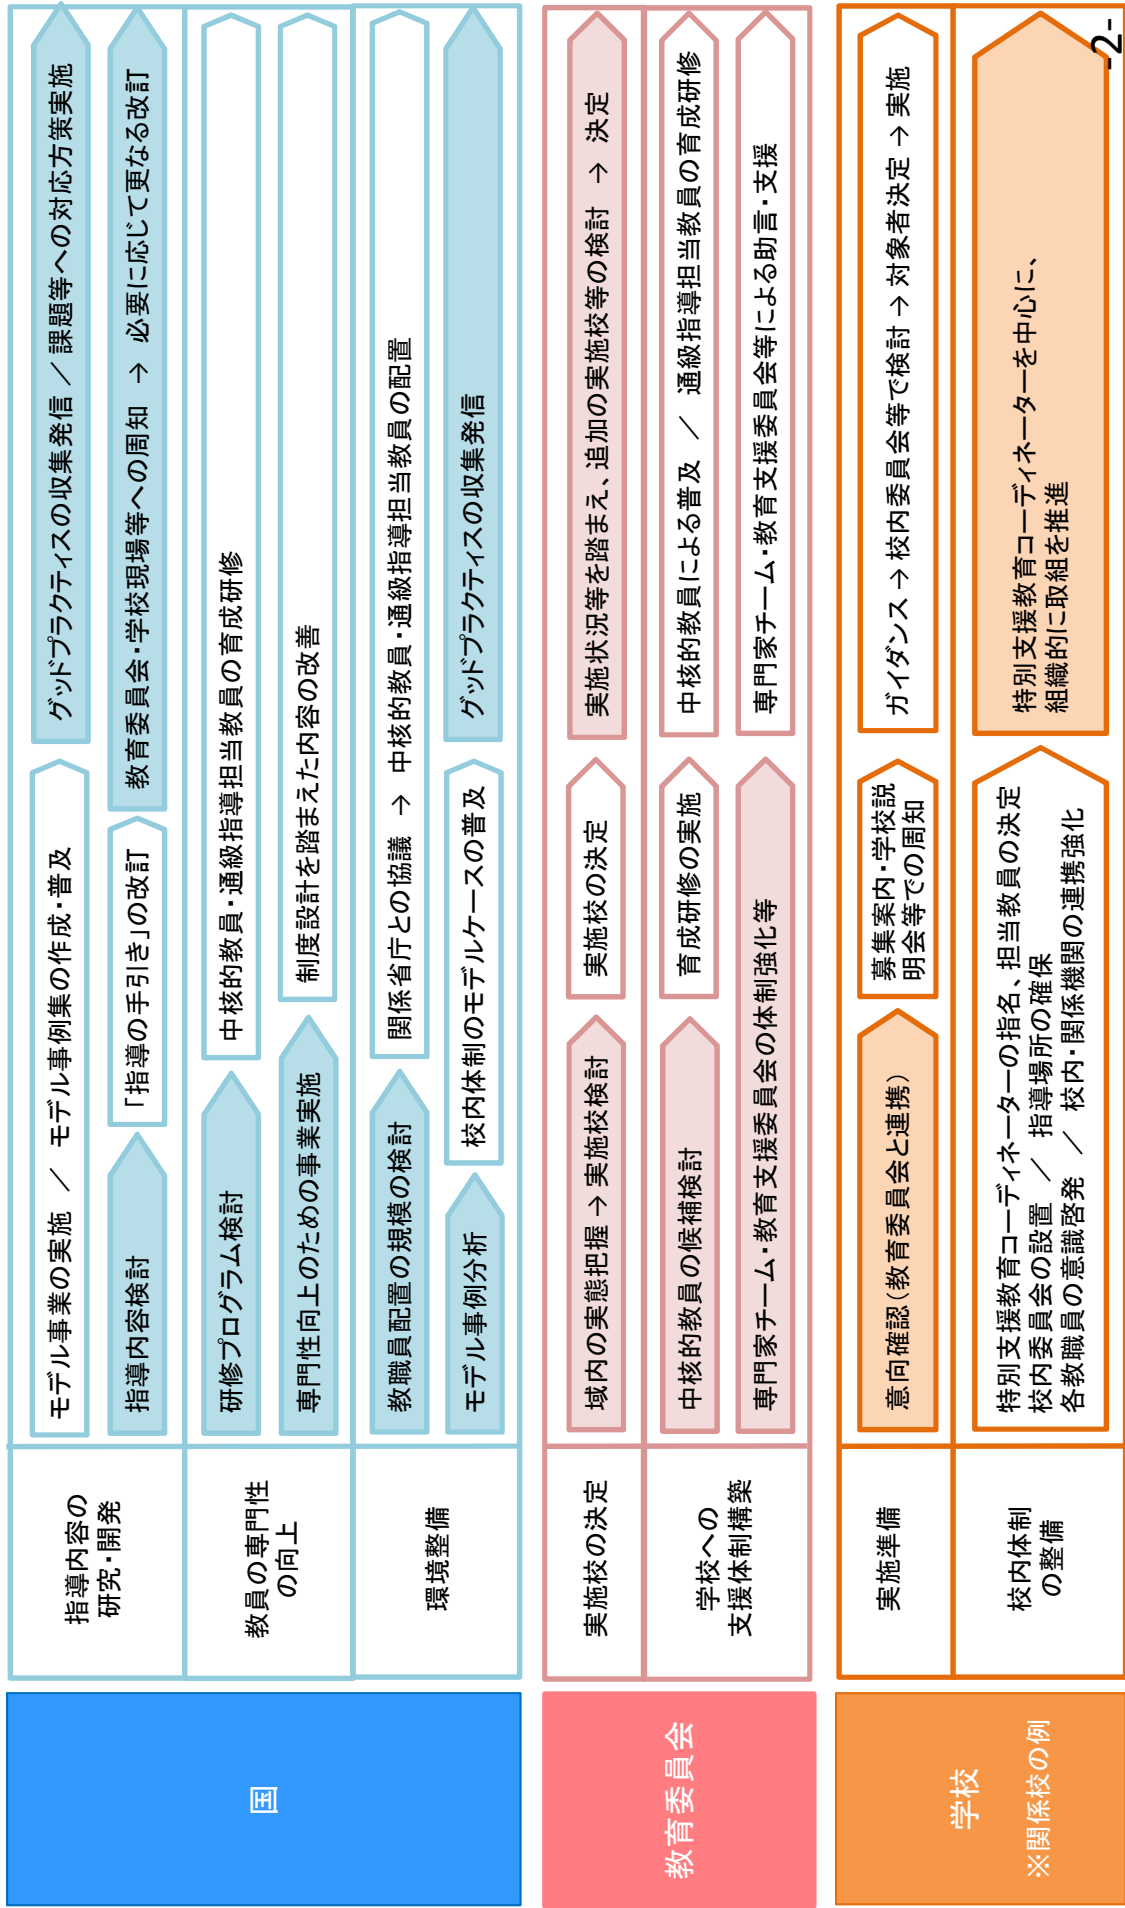 国
指導内容の
研究・開発
モデル事業の実施 ／ モデル事例集の作成・普及
グッドプラクティスの収集発信 ／ 課題等への対応方策実施
指導内容検討
「指導の手引き」の改訂
教育委員会・学校現場等への周知 → 必要に応じて更なる改訂
教員の専門性
の向上
研修プログラム検討
中核的教員・通級指導担当教員の育成研修
専門性向上のための事業実施
制度設計を踏まえた内容の改善
環境整備
教職員配置の規模の検討
関係省庁との協議 → 中核的教員・通級指導担当教員の配置
モデル事例分析
校内体制のモデルケースの普及
グッドプラクティスの収集発信
教育委員会
実施校の決定
域内の実態把握 → 実施校検討
実施校の決定
実施状況等を踏まえ、追加の実施校等の検討 → 決定
学校への
支援体制構築
中核的教員の候補検討
育成研修の実施
中核的教員による普及 ／ 通級指導担当教員の育成研修
専門家チーム・教育支援委員会の体制強化等
専門家チーム・教育支援委員会等による助言・支援
学校
※関係校の例
実施準備
意向確認（教育委員会と連携）
募集案内・学校説
明会等での周知
ガイダンス → 校内委員会等で検討 → 対象者決定 → 実施
校内体制
の整備
特別支援教育コーディネーターの指名、担当教員の決定
校内委員会の設置 ／ 指導場所の確保
各教職員の意識啓発 ／ 校内・関係機関の連携強化
特別支援教育コーディネーターを中心に、
組織的に取組を推進
-2-